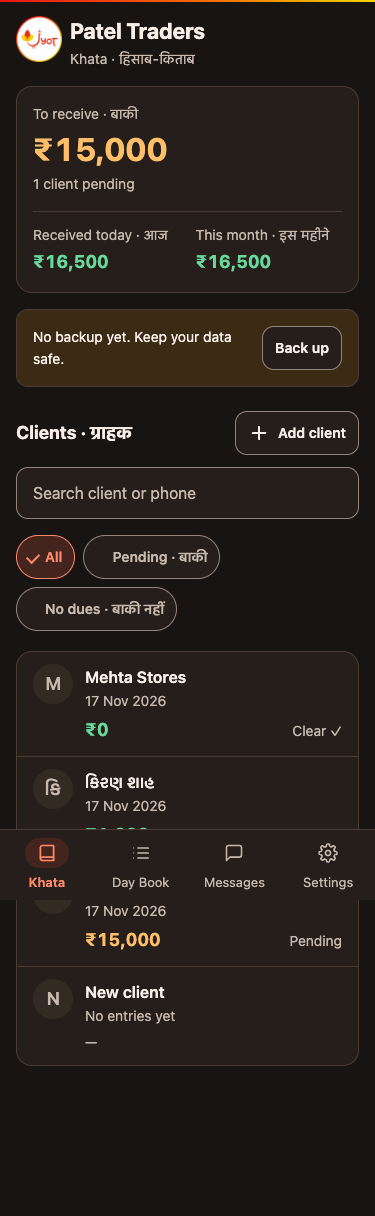 Jyot
Patel Traders
Khata · हिसाब-किताब
To receive · बाकी
₹15,000
1 client pending
Received today · आज
This month · इस महीने
₹16,500
₹16,500
No backup yet. Keep your data
safe.
Back up
Clients · ग्राहक
Add client
Search client or phone
All
Pending · बाकी
No dues · बाकी नहीं
M
Mehta Stores
17 Nov 2026
₹0
Clear ✓
કિ
કિરણ શાહ
17 Nov 2026
Khata
Day Book
Messages
Settings
17 Nov 2026
₹15,000
Pending
N
New client
No entries yet
—